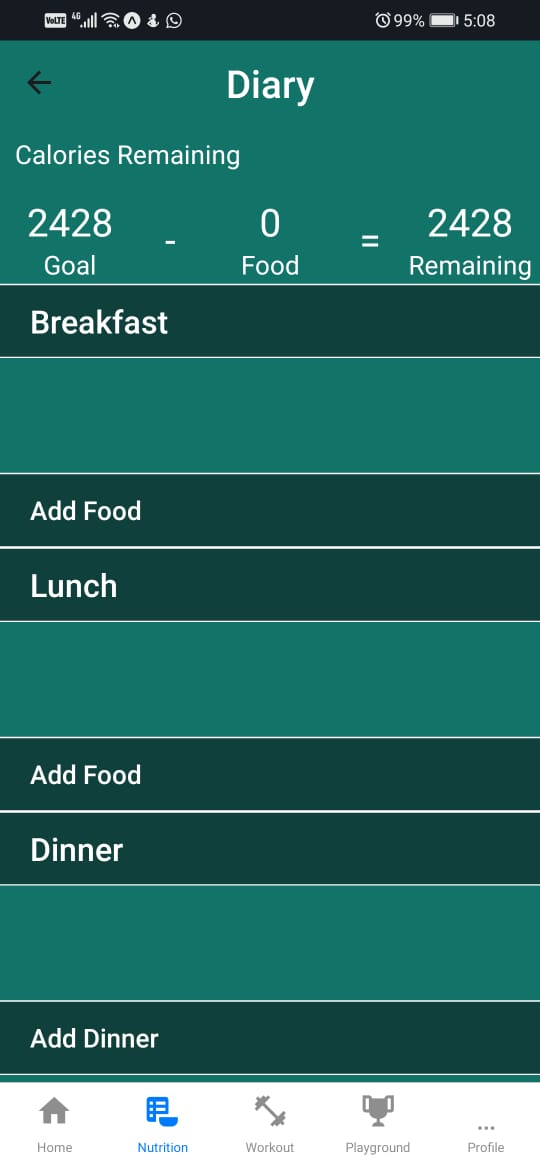 VoLTE 4G 99% 5:08
Diary
Calories Remaining
2428 - 0 = 2428
Goal Food Remaining
Breakfast
Add Food
Lunch
Add Food
Dinner
Add Dinner
Home Nutrition Workout Playground Profile